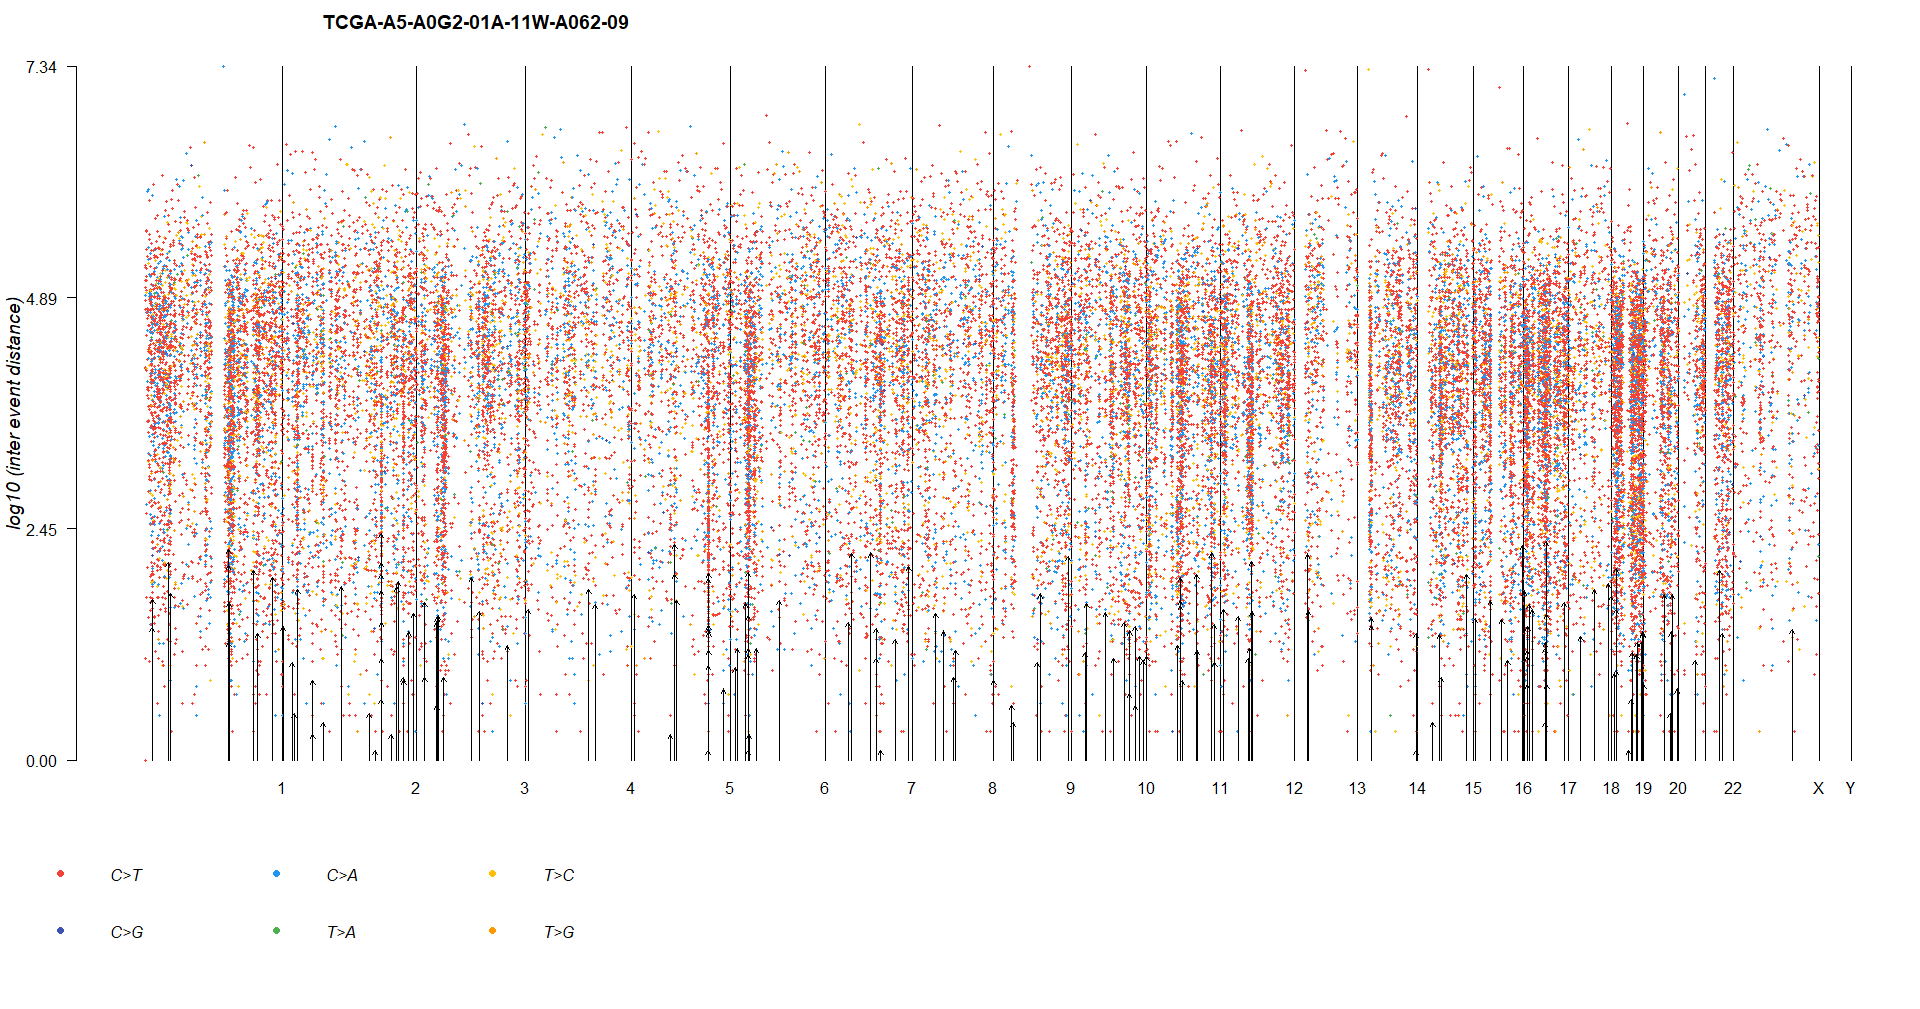 TCGA-A5-A0G2-01A-11W-A062-09
7.34
4.89
2.45
0.00
log10 (inter event distance)
1 2 3 4 5 6 7 8 9 10 11 12 13 14 15 16 17 18 19 20 22 X Y
C>T C>A T>C
C>G T>A T>G